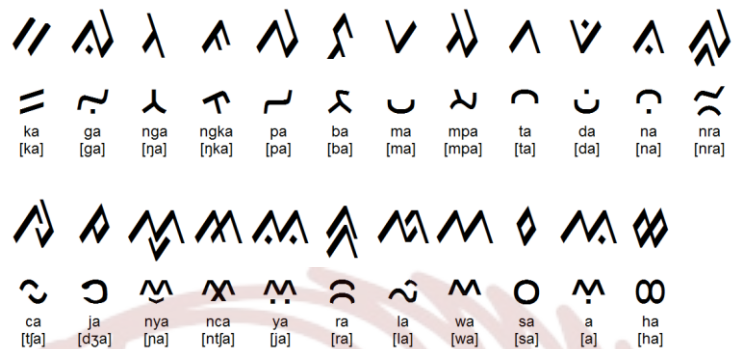 ᨀ ᨁ ᨂ ᨃ ᨄ ᨅ ᨆ ᨇ ᨈ ᨉ ᨊ ᨋ
ᨀ ᨁ ᨂ ᨃ ᨄ ᨅ ᨆ ᨇ ᨈ ᨉ ᨊ ᨋ
ka ga nga ngka pa ba ma mpa ta da na nra
[ka] [ga] [ŋa] [ŋka] [pa] [ba] [ma] [mpa] [ta] [da] [na] [nra]
ᨌ ᨍ ᨎ ᨏ ᨐ ᨑ ᨒ ᨓ ᨔ ᨕ ᨖ
ᨌ ᨍ ᨎ ᨏ ᨐ ᨑ ᨒ ᨓ ᨔ ᨕ ᨖ
ca ja nya nca ya ra la wa sa a ha
[tʃa] [dʒa] [ɲa] [ntʃa] [ja] [ra] [la] [wa] [sa] [a] [ha]